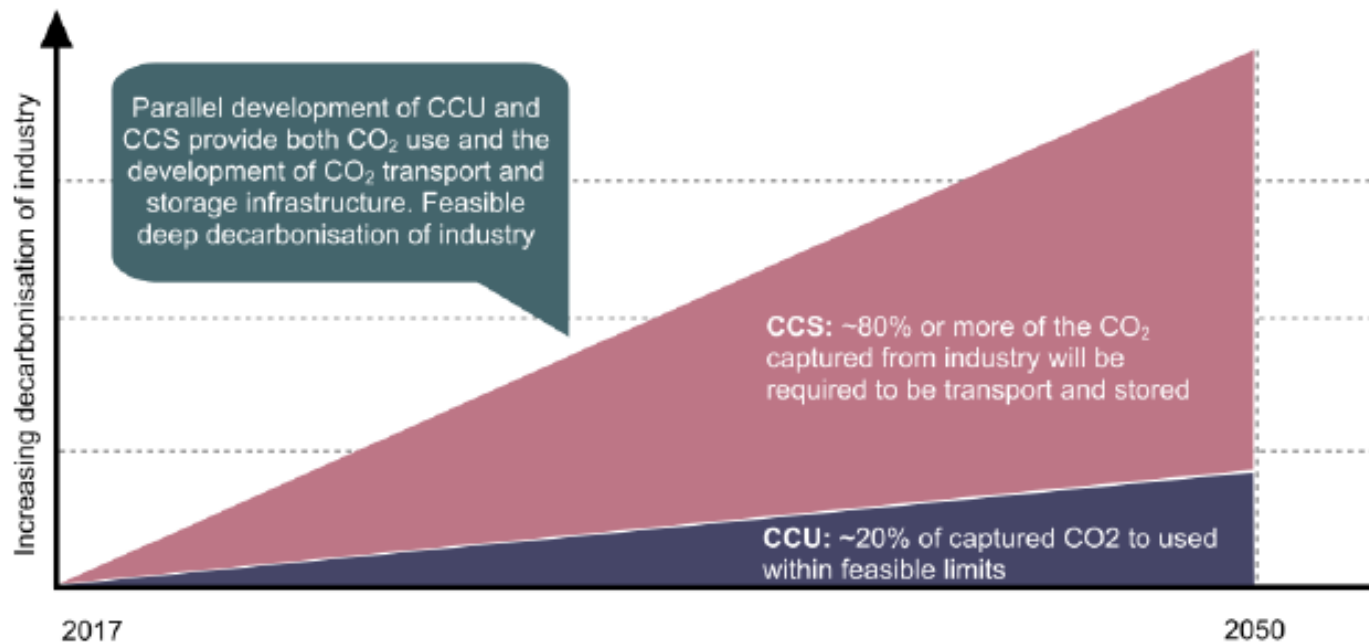 Increasing decarbonisation of industry
Parallel development of CCU and
CCS provide both CO₂ use and the
development of CO₂ transport and
storage infrastructure. Feasible
deep decarbonisation of industry
CCS: ~80% or more of the CO₂
captured from industry will be
required to be transport and stored
CCU: ~20% of captured CO2 to used
within feasible limits
2017
2050